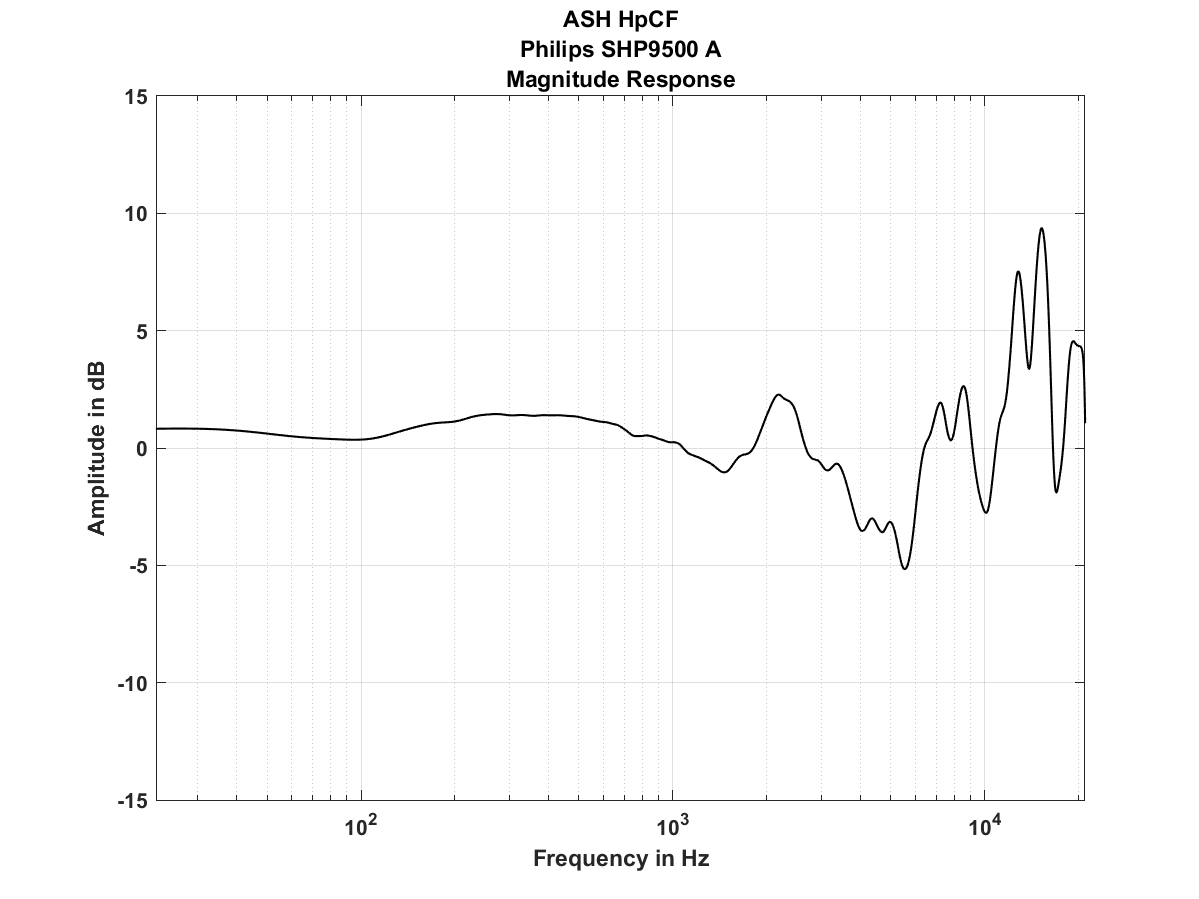 ASH HpCF
Philips SHP9500 A
Magnitude Response
15
10
5
0
-5
-10
-15
Amplitude in dB
10²
10³
10⁴
Frequency in Hz